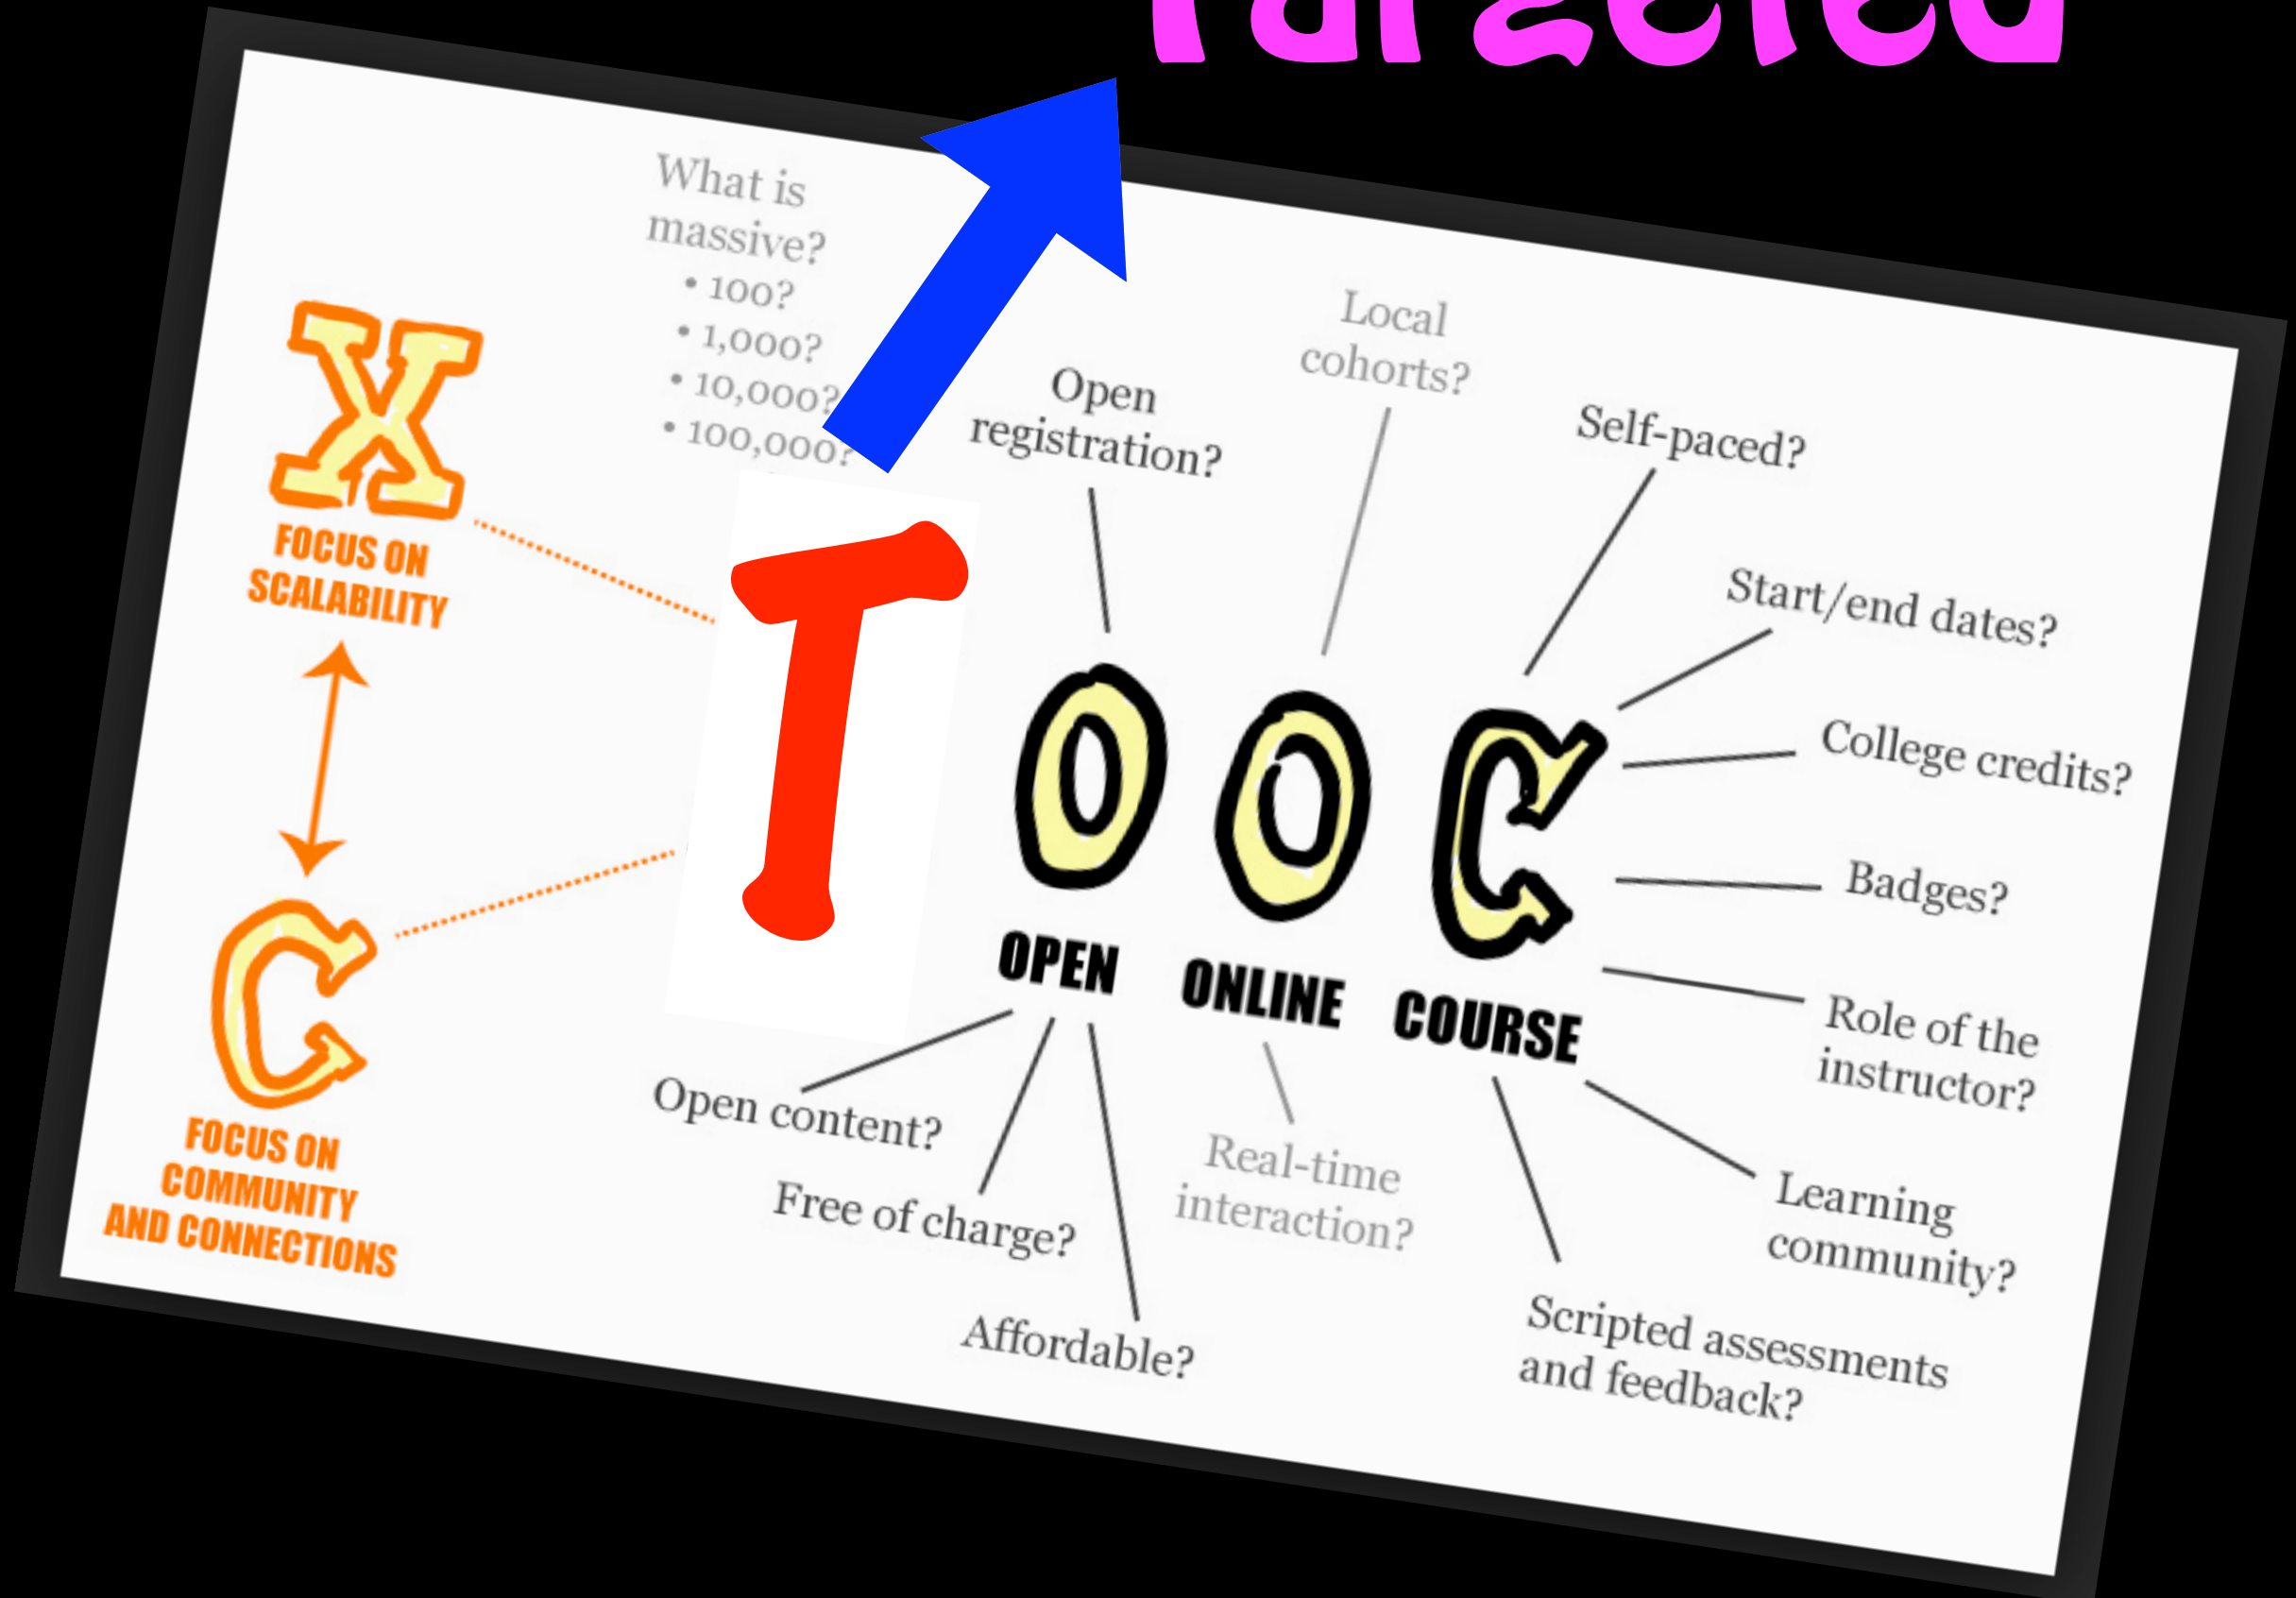 Targeted
What is
massive?
• 100?
• 1,000?
• 10,000?
• 100,000?
Open
registration?
Local
cohorts?
Self-paced?
Start/end dates?
College credits?
Badges?
Role of the
instructor?
Learning
community?
Scripted assessments
and feedback?
X
FOCUS ON
SCALABILITY
C
FOCUS ON
COMMUNITY
AND CONNECTIONS
T O O C
OPEN ONLINE COURSE
Open content?
Free of charge?
Affordable?
Real-time
interaction?